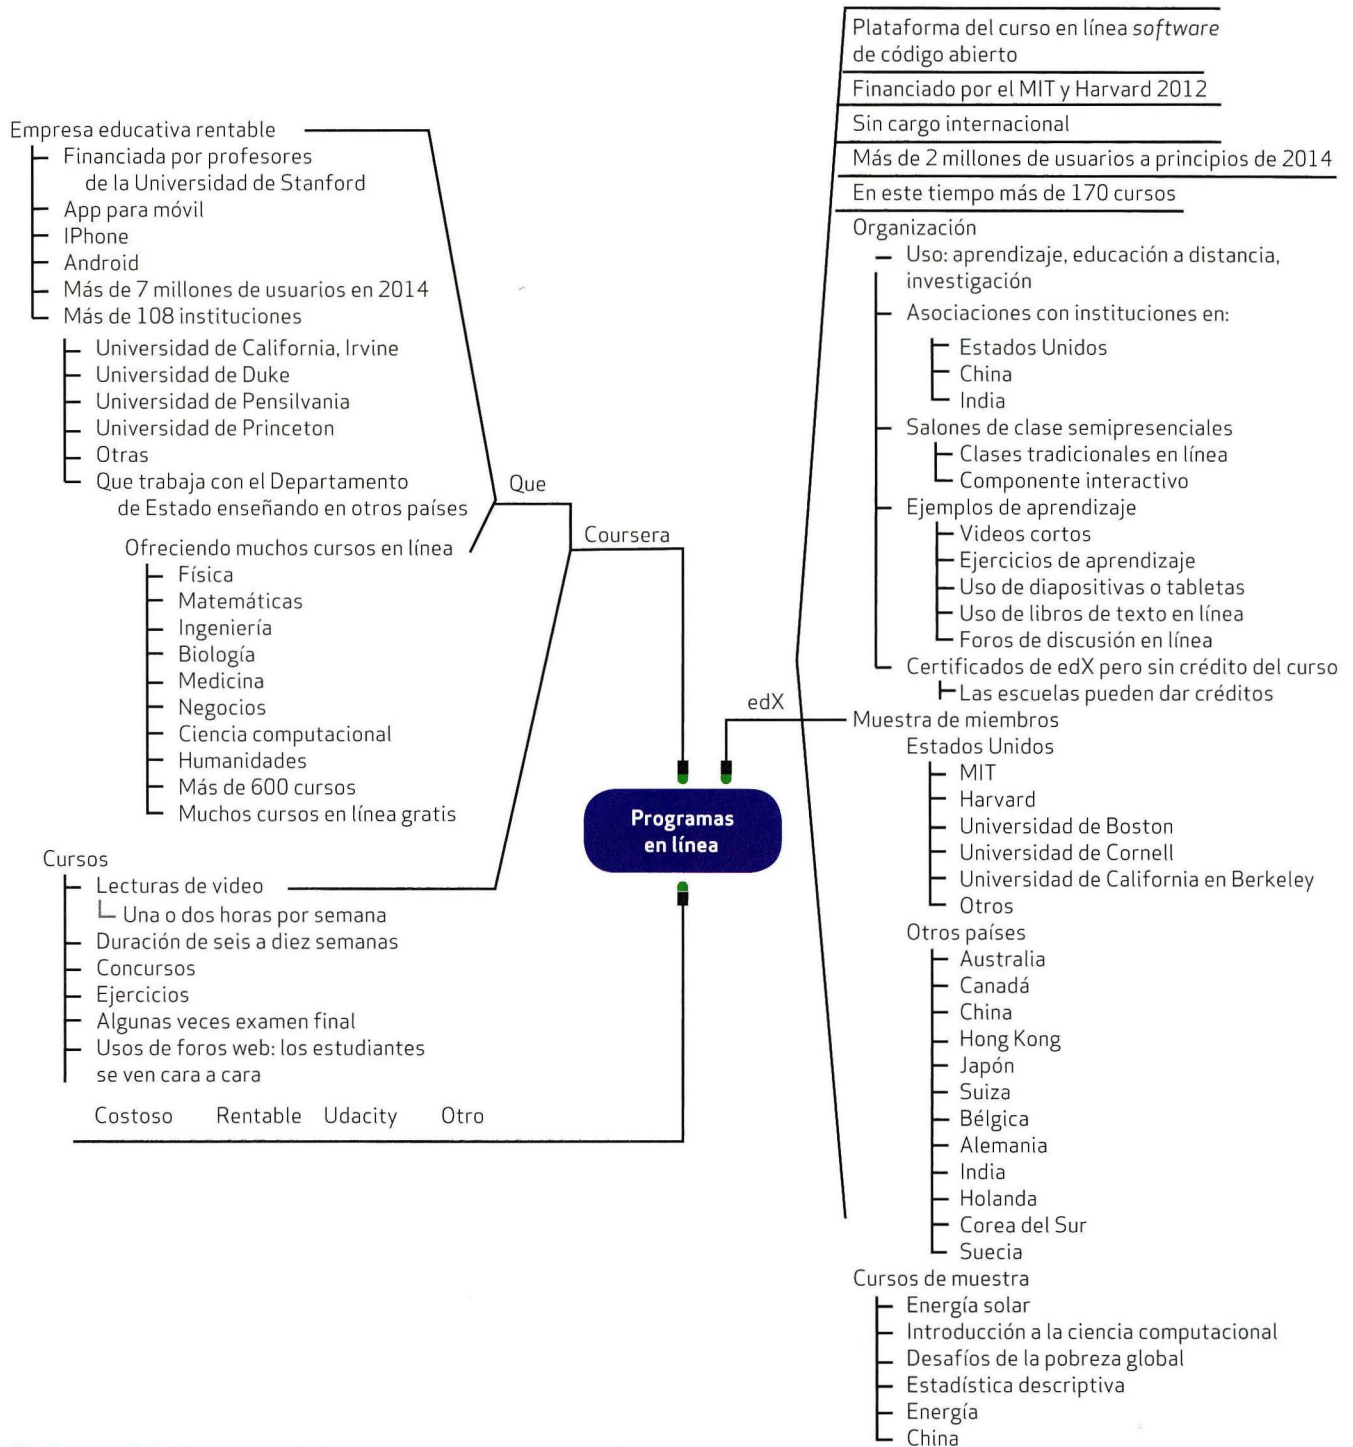 Empresa educativa rentable
Financiada por profesores
de la Universidad de Stanford
App para móvil
IPhone
Android
Más de 7 millones de usuarios en 2014
Más de 108 instituciones
Universidad de California, Irvine
Universidad de Duke
Universidad de Pensilvania
Universidad de Princeton
Otras
Que trabaja con el Departamento
de Estado enseñando en otros países
Ofreciendo muchos cursos en línea
Física
Matemáticas
Ingeniería
Biología
Medicina
Negocios
Ciencia computacional
Humanidades
Más de 600 cursos
Muchos cursos en línea gratis
Cursos
Lecturas de video
Una o dos horas por semana
Duración de seis a diez semanas
Concursos
Ejercicios
Algunas veces examen final
Usos de foros web: los estudiantes
se ven cara a cara
Costoso Rentable Udacity Otro
Que
Coursera
edX
Programas
en línea
Plataforma del curso en línea software
de código abierto
Financiado por el MIT y Harvard 2012
Sin cargo internacional
Más de 2 millones de usuarios a principios de 2014
En este tiempo más de 170 cursos
Organización
Uso: aprendizaje, educación a distancia,
investigación
Asociaciones con instituciones en:
Estados Unidos
China
India
Salones de clase semipresenciales
Clases tradicionales en línea
Componente interactivo
Ejemplos de aprendizaje
Videos cortos
Ejercicios de aprendizaje
Uso de diapositivas o tabletas
Uso de libros de texto en línea
Foros de discusión en línea
Certificados de edX pero sin crédito del curso
Las escuelas pueden dar créditos
Muestra de miembros
Estados Unidos
MIT
Harvard
Universidad de Boston
Universidad de Cornell
Universidad de California en Berkeley
Otros
Otros países
Australia
Canadá
China
Hong Kong
Japón
Suiza
Bélgica
Alemania
India
Holanda
Corea del Sur
Suecia
Cursos de muestra
Energía solar
Introducción a la ciencia computacional
Desafíos de la pobreza global
Estadística descriptiva
Energía
China